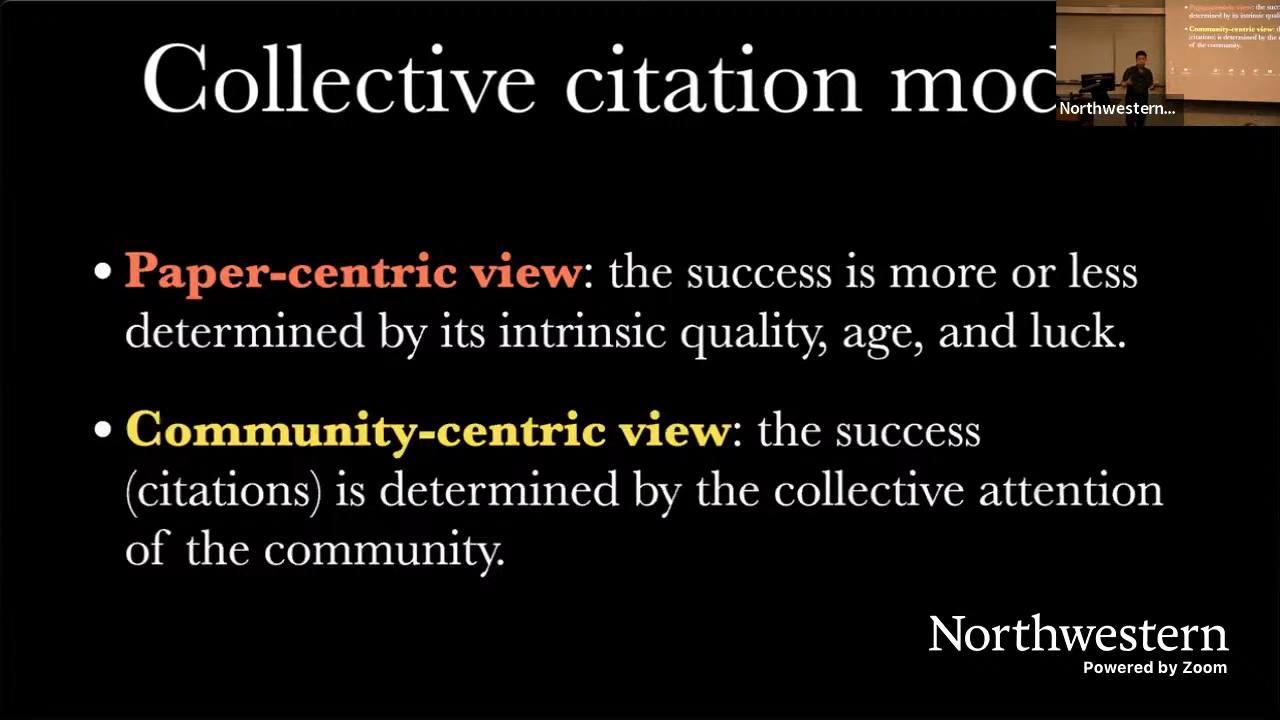 Collective citation mod
Northwestern...
• Paper-centric view: the success is more or less
determined by its intrinsic quality, age, and luck.
• Community-centric view: the success
(citations) is determined by the collective attention
of the community.
Northwestern
Powered by Zoom